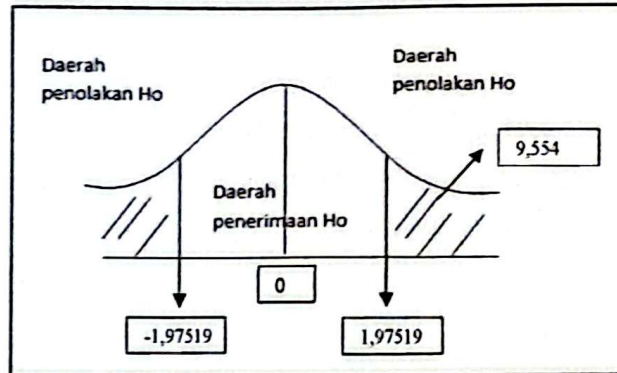 Daerah
penolakan Ho
Daerah
penolakan Ho
9,554
Daerah
penerimaan Ho
0
-1,97519
1,97519